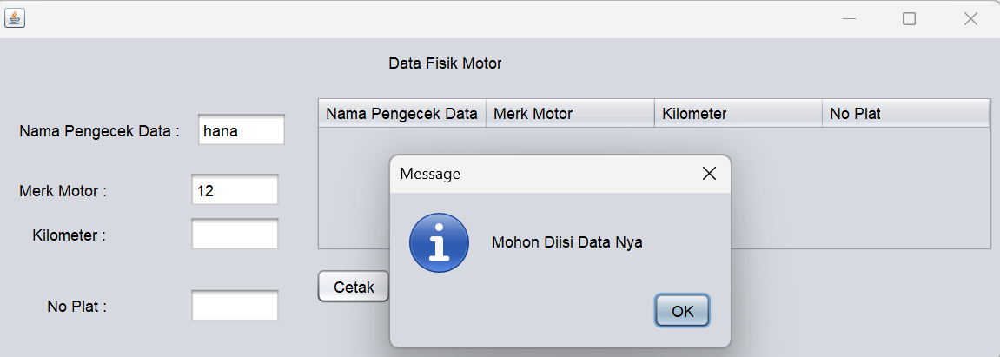 Data Fisik Motor
Nama Pengecek Data : hana
Merk Motor : 12
Kilometer :
No Plat :
Nama Pengecek Data Merk Motor Kilometer No Plat
Cetak
Message
Mohon Diisi Data Nya
OK